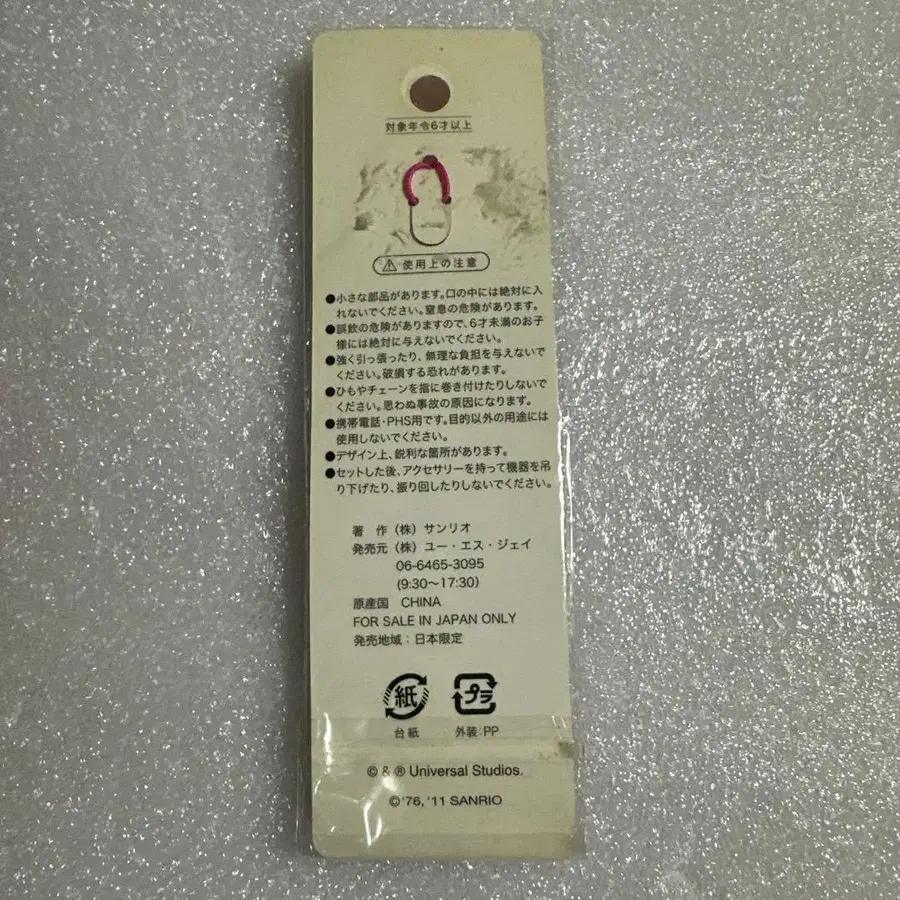 対象年令6才以上
⚠使用上の注意
●小さな部品があります。口の中には絶対に入
れないでください。窒息の危険があります。
●誤飲の危険がありますので、6才未満のお子
様には絶対に与えないでください。
●強く引っ張ったり、無理な負担を与えないで
ください。破損する恐れがあります。
●ひもやチェーンを指に巻き付けたりしないで
ください。思わぬ事故の原因になります。
●携帯電話・PHS用です。目的以外の用途には
使用しないでください。
●デザイン上、鋭利な箇所があります。
●セットした後、アクセサリーを持って機器を吊
り下げたり、振り回したりしないでください。
著 作 (株) サンリオ
発売元 (株) ユー・エス・ジェイ
06-6465-3095
(9:30～17:30)
原産国 CHINA
FOR SALE IN JAPAN ONLY
発売地域:日本限定
紙 プラ
台紙 外装:PP
© & ® Universal Studios.
©'76, '11 SANRIO